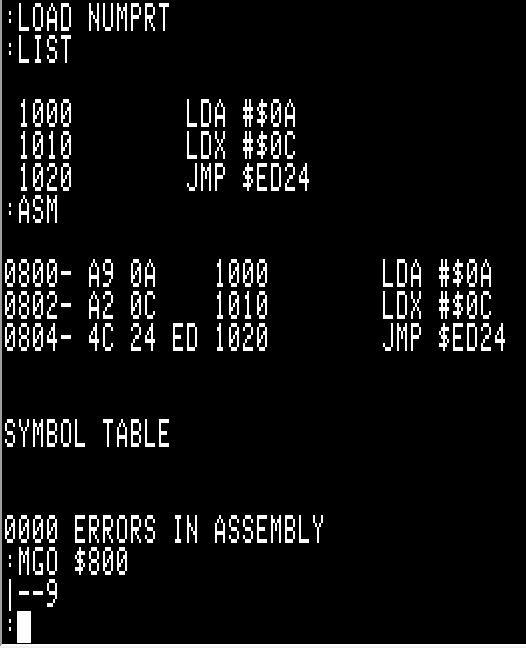 :LOAD NUMPRT
:LIST
1000 LDA #$0A
1010 LDX #$0C
1020 JMP $ED24
:ASM
0800- A9 0A 1000 LDA #$0A
0802- A2 0C 1010 LDX #$0C
0804- 4C 24 ED 1020 JMP $ED24
SYMBOL TABLE
0000 ERRORS IN ASSEMBLY
:MGO $800
|--9
: